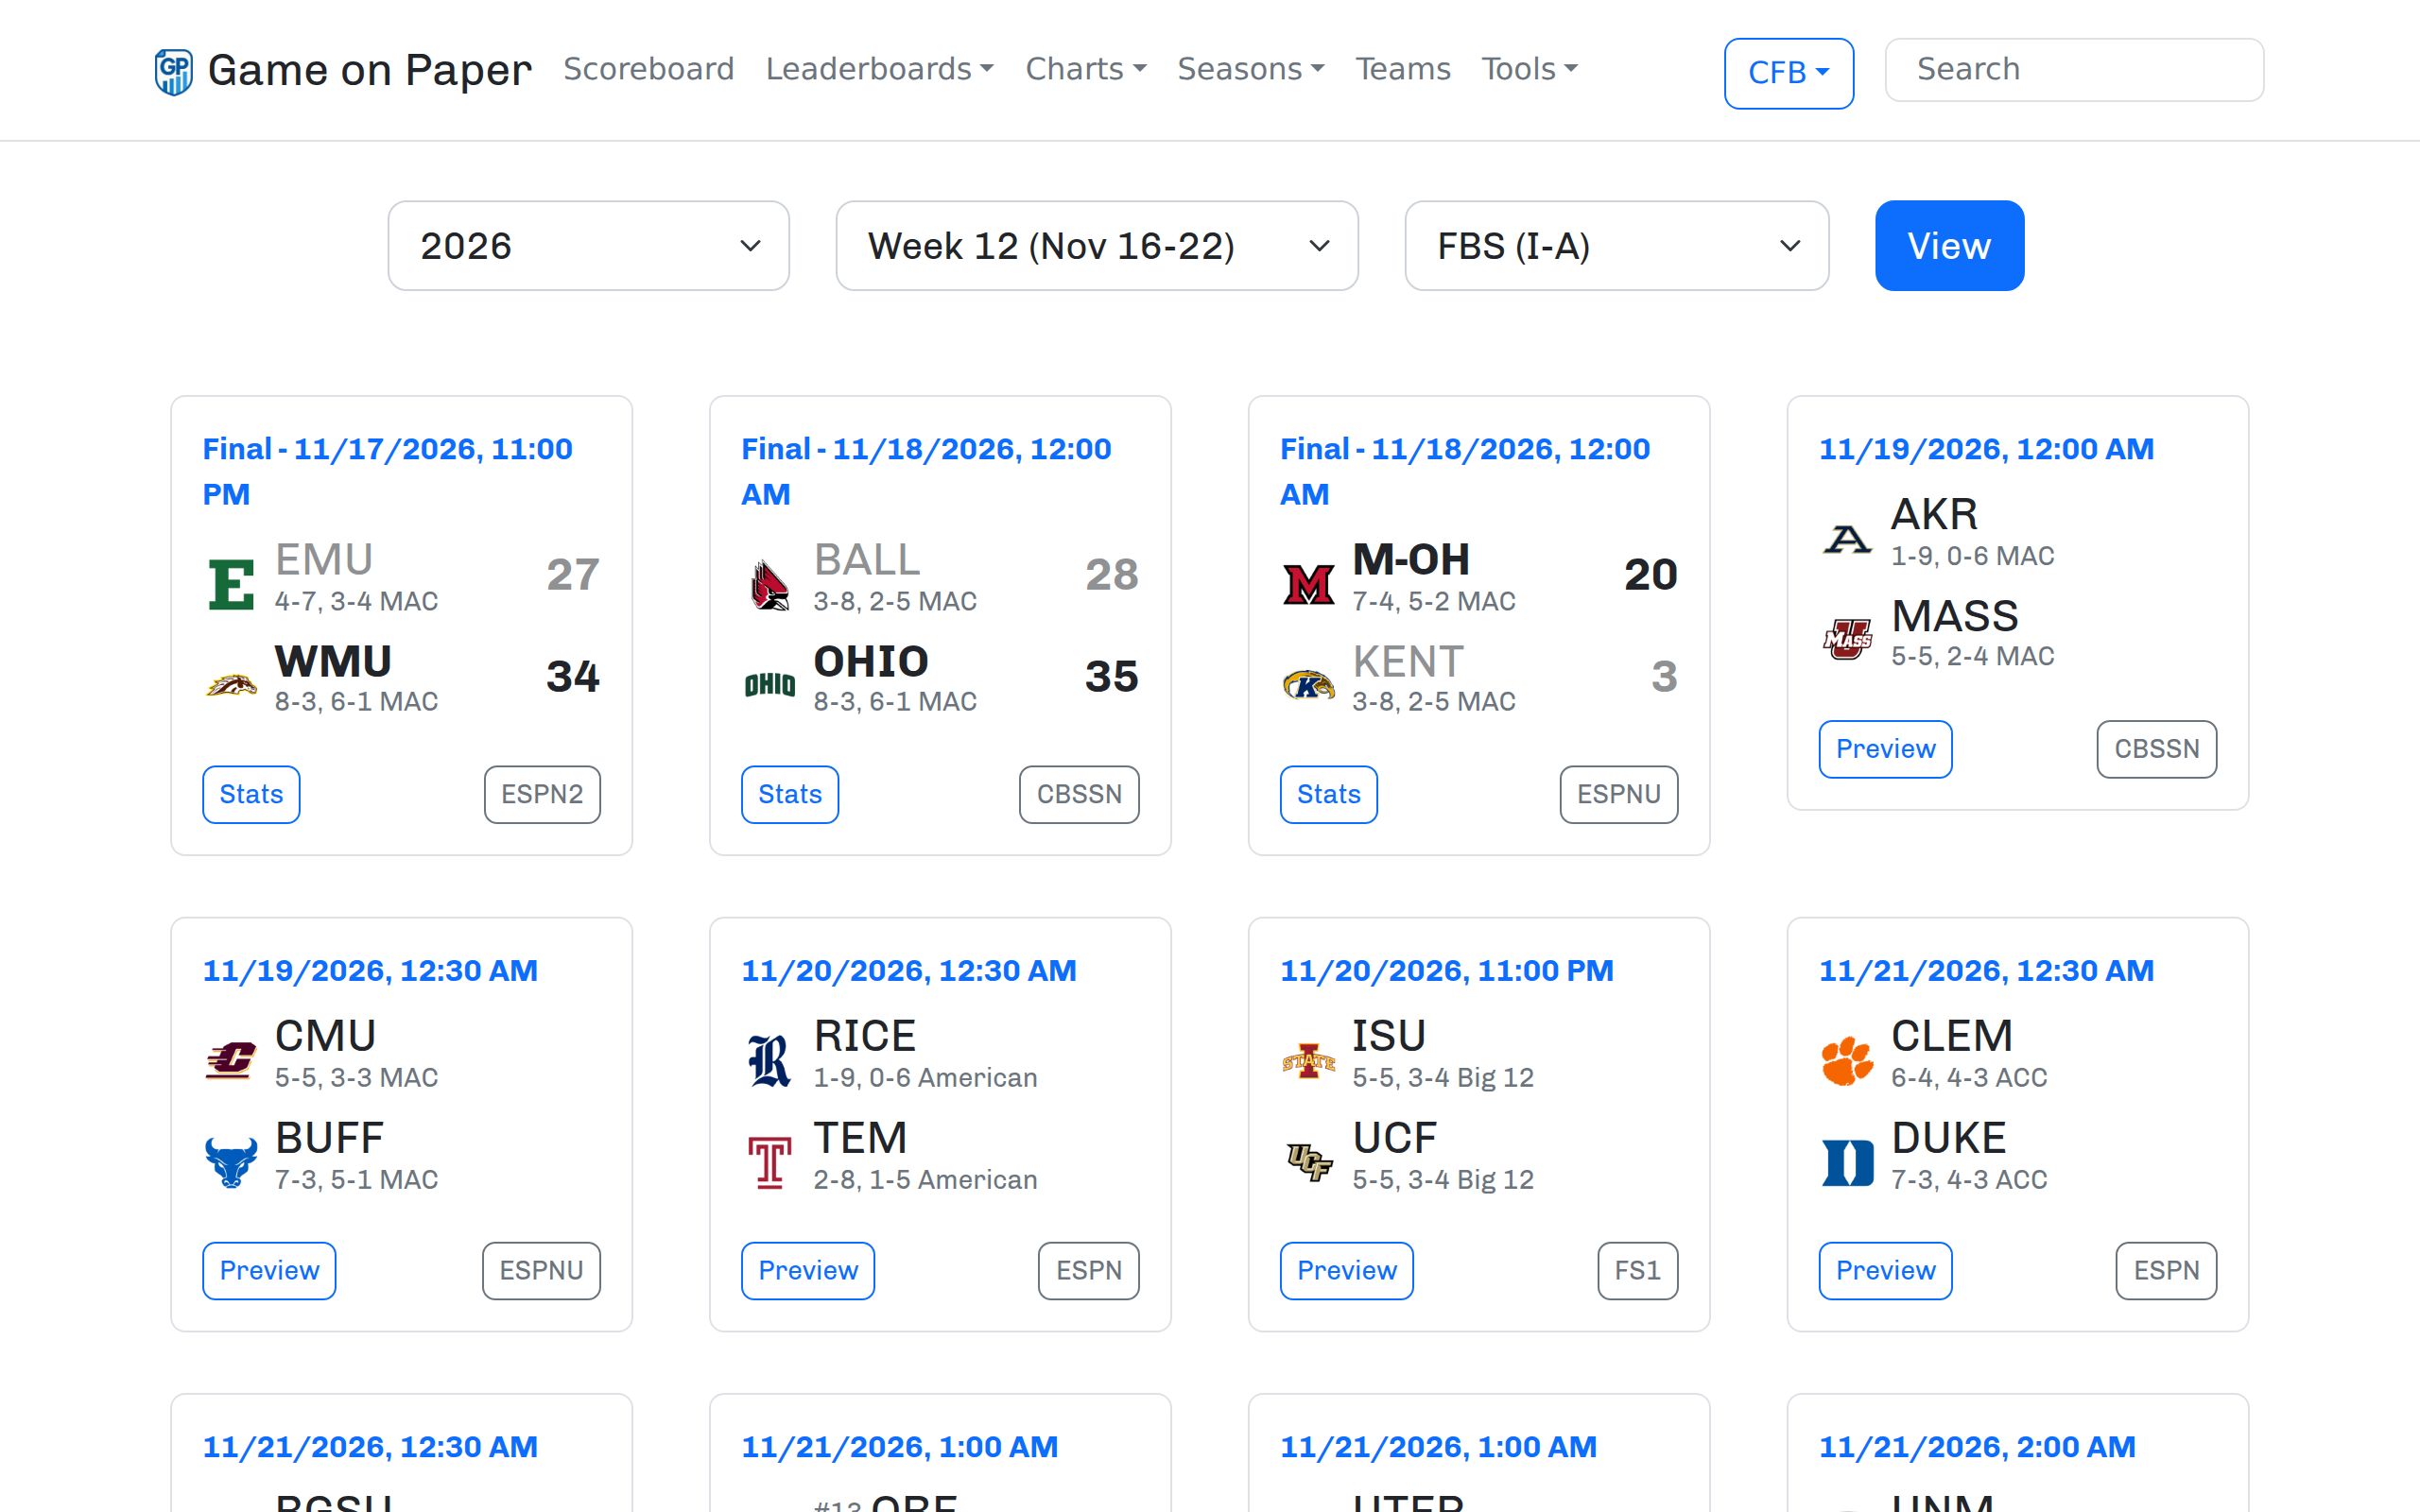 GP Game on Paper Scoreboard Leaderboards Charts Seasons Teams Tools CFB Search
2026 Week 12 (Nov 16-22) FBS (I-A) View
Final - 11/17/2026, 11:00
PM
EMU 27
4-7, 3-4 MAC
WMU 34
8-3, 6-1 MAC
Stats ESPN2
Final - 11/18/2026, 12:00
AM
BALL 28
3-8, 2-5 MAC
OHIO
OHIO 35
8-3, 6-1 MAC
Stats CBSSN
Final - 11/18/2026, 12:00
AM
M-OH 20
7-4, 5-2 MAC
KENT 3
3-8, 2-5 MAC
Stats ESPNU
11/19/2026, 12:00 AM
AKR
1-9, 0-6 MAC
MASS
MASS
5-5, 2-4 MAC
Preview CBSSN
11/19/2026, 12:30 AM
CMU
5-5, 3-3 MAC
BUFF
7-3, 5-1 MAC
Preview ESPNU
11/20/2026, 12:30 AM
RICE
1-9, 0-6 American
TEM
2-8, 1-5 American
Preview ESPN
11/20/2026, 11:00 PM
ISU
STATE
5-5, 3-4 Big 12
UCF
UCF
5-5, 3-4 Big 12
Preview FS1
11/21/2026, 12:30 AM
CLEM
6-4, 4-3 ACC
DUKE
7-3, 4-3 ACC
Preview ESPN
11/21/2026, 12:30 AM
BGSU
11/21/2026, 1:00 AM
#13 ORE
11/21/2026, 1:00 AM
UTEP
11/21/2026, 2:00 AM
UNM